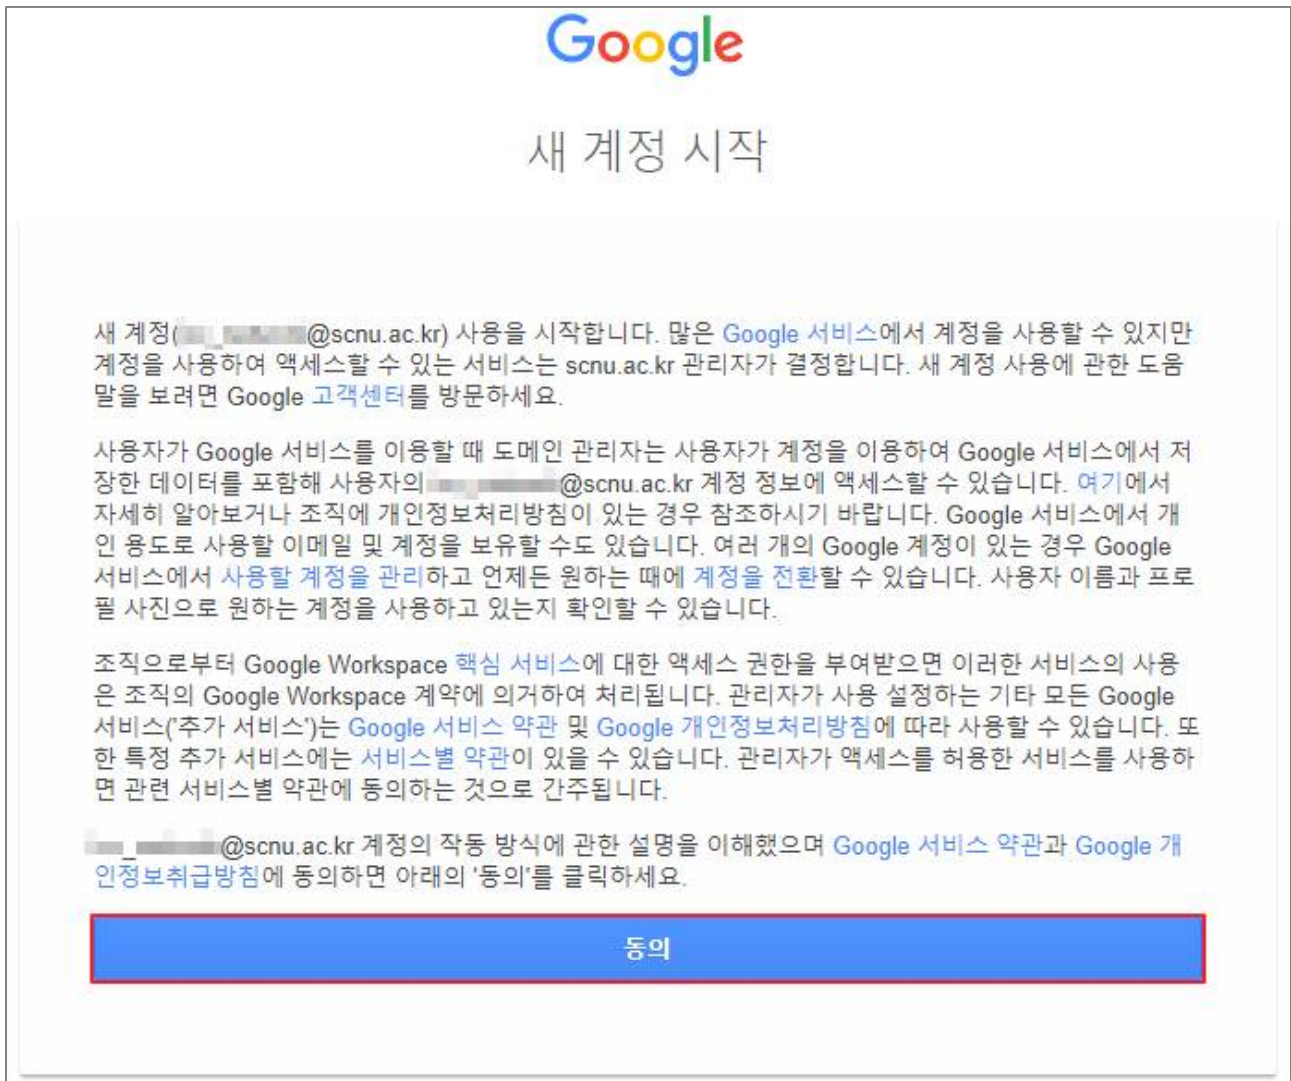 Google
새 계정 시작
새 계정( @scnu.ac.kr) 사용을 시작합니다. 많은 Google 서비스에서 계정을 사용할 수 있지만
계정을 사용하여 액세스할 수 있는 서비스는 scnu.ac.kr 관리자가 결정합니다. 새 계정 사용에 관한 도움
말을 보려면 Google 고객센터를 방문하세요.
사용자가 Google 서비스를 이용할 때 도메인 관리자는 사용자가 계정을 이용하여 Google 서비스에서 저
장한 데이터를 포함해 사용자의 @scnu.ac.kr 계정 정보에 액세스할 수 있습니다. 여기에서
자세히 알아보거나 조직에 개인정보처리방침이 있는 경우 참조하시기 바랍니다. Google 서비스에서 개
인 용도로 사용할 이메일 및 계정을 보유할 수도 있습니다. 여러 개의 Google 계정이 있는 경우 Google
서비스에서 사용할 계정을 관리하고 언제든 원하는 때에 계정을 전환할 수 있습니다. 사용자 이름과 프로
필 사진으로 원하는 계정을 사용하고 있는지 확인할 수 있습니다.
조직으로부터 Google Workspace 핵심 서비스에 대한 액세스 권한을 부여받으면 이러한 서비스의 사용
은 조직의 Google Workspace 계약에 의거하여 처리됩니다. 관리자가 사용 설정하는 기타 모든 Google
서비스('추가 서비스')는 Google 서비스 약관 및 Google 개인정보처리방침에 따라 사용할 수 있습니다. 또
한 특정 추가 서비스에는 서비스별 약관이 있을 수 있습니다. 관리자가 액세스를 허용한 서비스를 사용하
면 관련 서비스별 약관에 동의하는 것으로 간주됩니다.
@scnu.ac.kr 계정의 작동 방식에 관한 설명을 이해했으며 Google 서비스 약관과 Google 개
인정보취급방침에 동의하면 아래의 '동의'를 클릭하세요.
동의